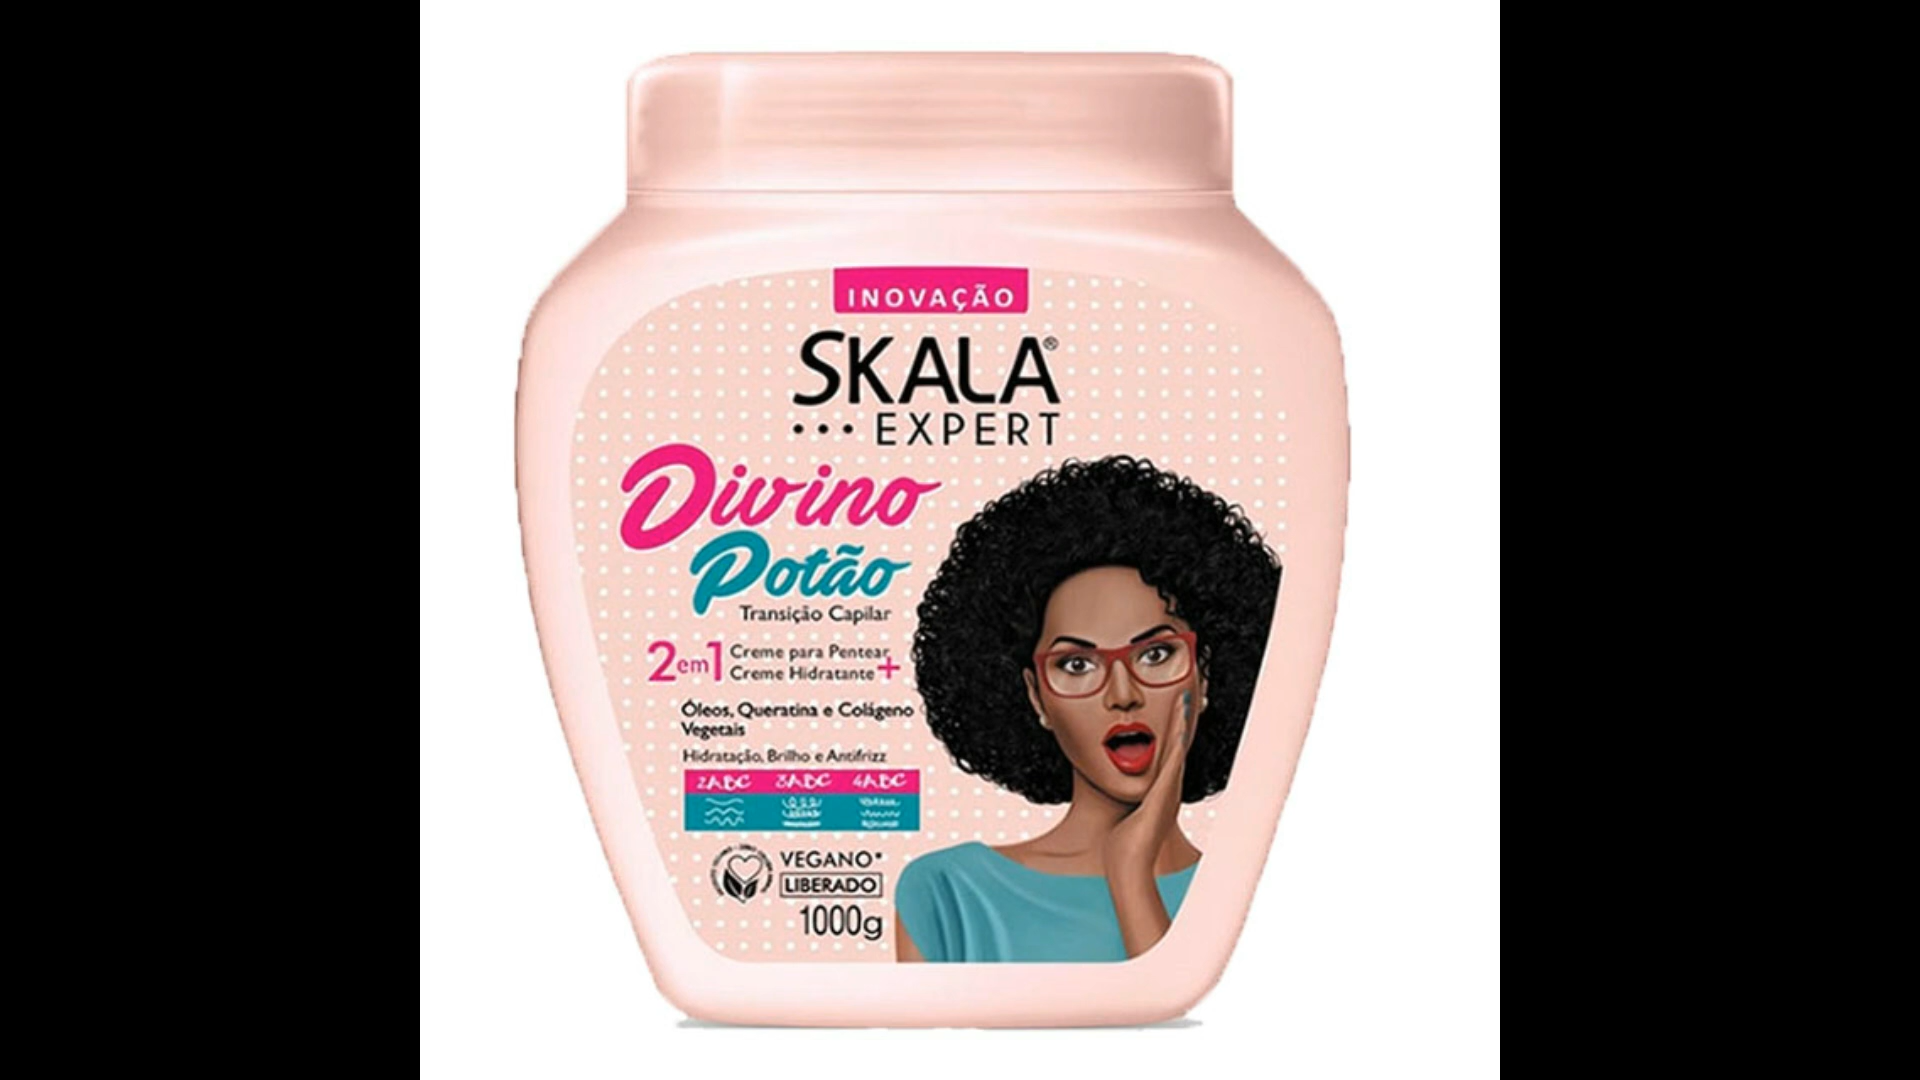 INOVAÇÃO
SKALA®
EXPERT
Divino
Potão
Transição Capilar
2em1 Creme para Pentear
Creme Hidratante +
Óleos, Queratina e Colágeno
Vegetais
Hidratação, Brilho e Antifrizz
2ABC 3ABC 4ABC
VEGANO*
LIBERADO
1000g